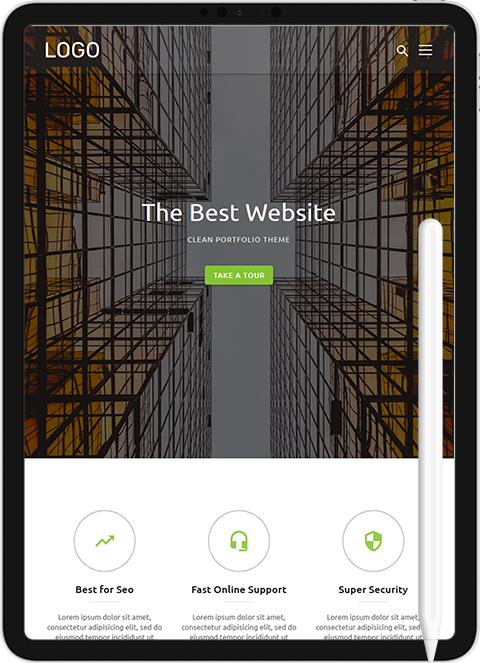 LOGO
The Best Website
CLEAN PORTFOLIO THEME
TAKE A TOUR
Best for Seo
Fast Online Support
Super Security
Lorem ipsum dolor sit amet,
consectetur adipisicing elit, sed do
eiusmod tempor incididunt ut
Lorem ipsum dolor sit amet,
consectetur adipisicing elit, sed do
eiusmod tempor incididunt ut
Lorem ipsum dolor sit amet,
consectetur adipisicing elit, sed do
eiusmod tempor incididunt ut